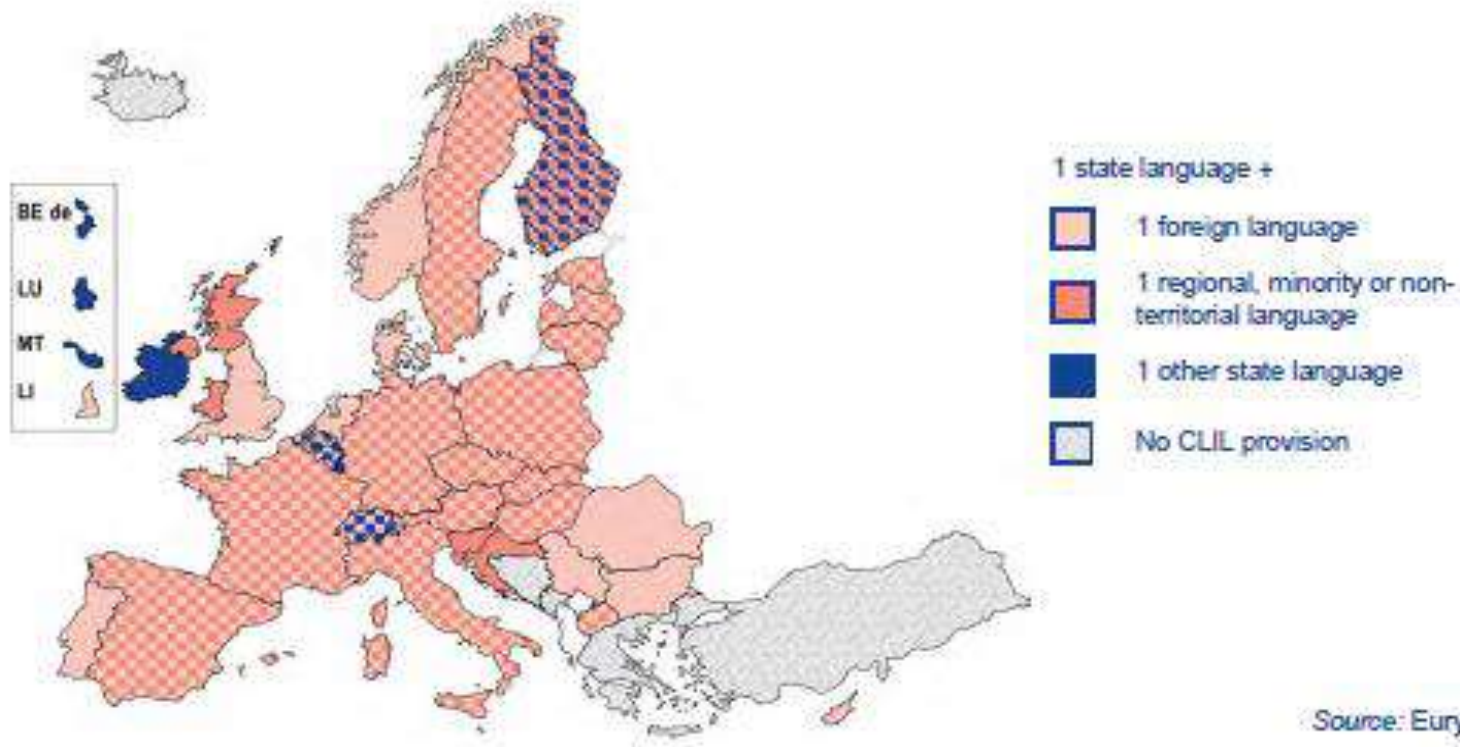 BE de
LU
MT
LI
1 state language +
1 foreign language
1 regional, minority or non-
territorial language
1 other state language
No CLIL provision
Source: Eury